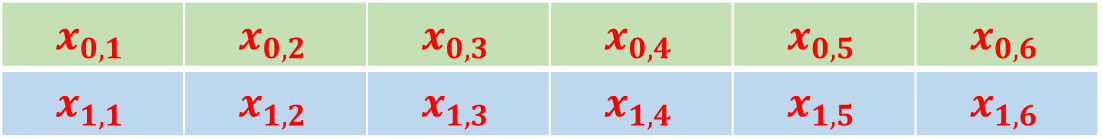 x0,1 x0,2 x0,3 x0,4 x0,5 x0,6
x1,1 x1,2 x1,3 x1,4 x1,5 x1,6